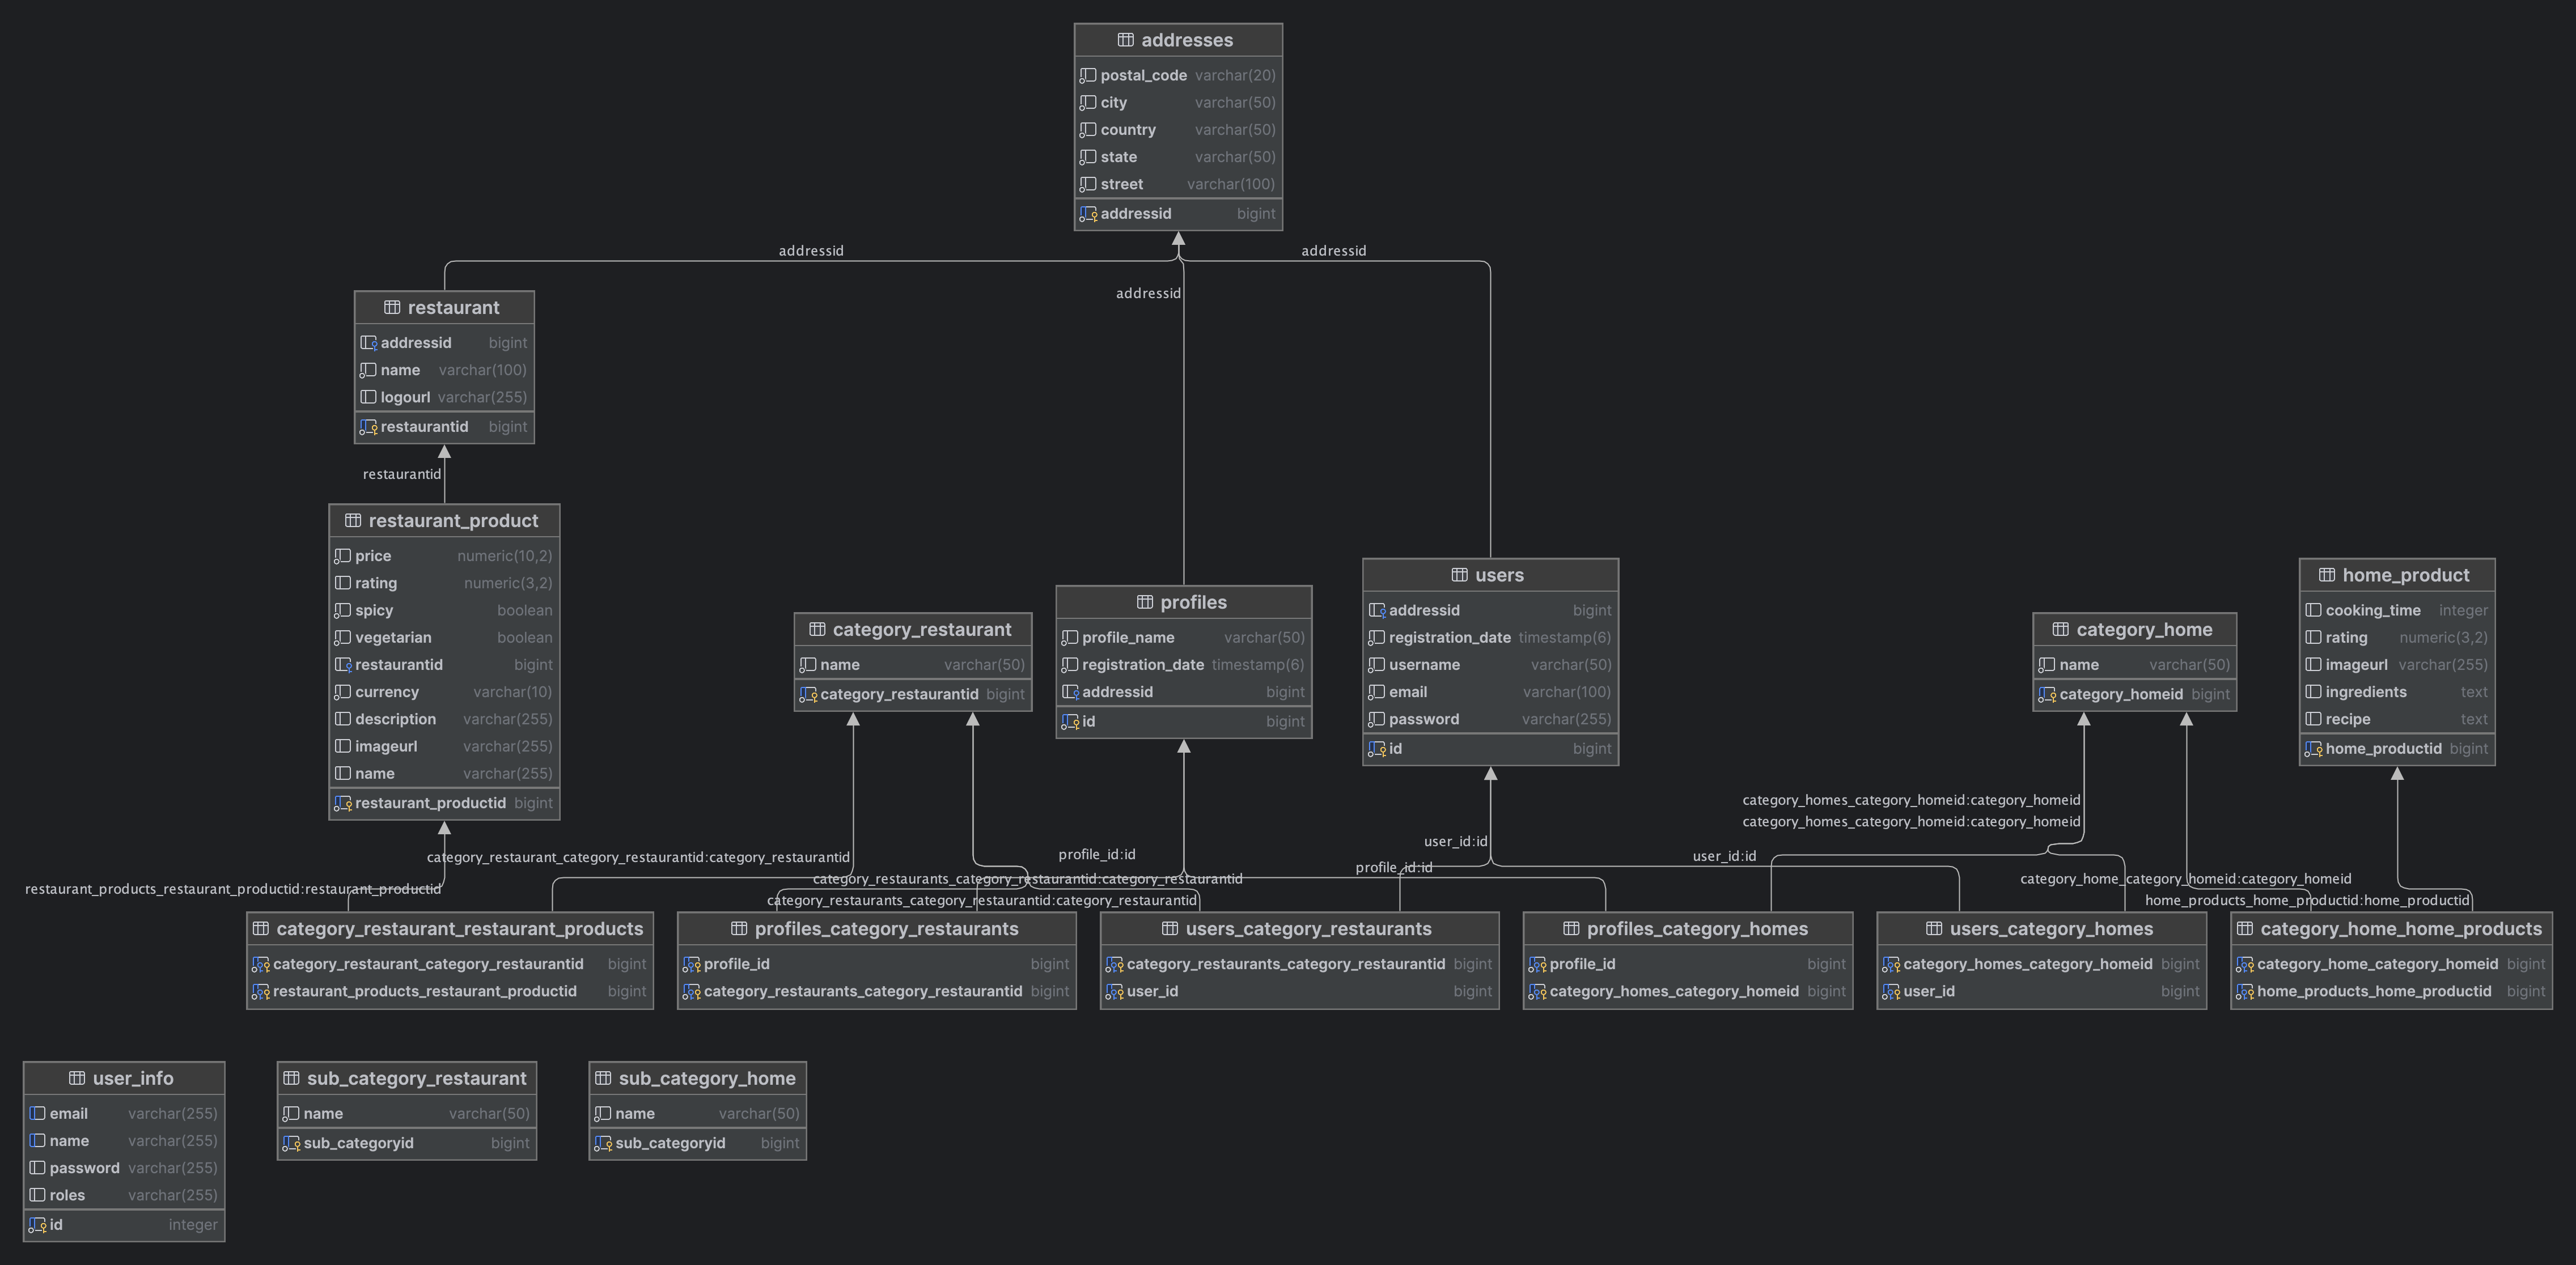 addresses
postal_code varchar(20)
city varchar(50)
country varchar(50)
state varchar(50)
street varchar(100)
addressid bigint
addressid
addressid
addressid
restaurant
addressid bigint
name varchar(100)
logourl varchar(255)
restaurantid bigint
restaurantid
restaurant_product
price numeric(10,2)
rating numeric(3,2)
spicy boolean
vegetarian boolean
restaurantid bigint
currency varchar(10)
description varchar(255)
imageurl varchar(255)
name varchar(255)
restaurant_productid bigint
category_restaurant
name varchar(50)
category_restaurantid bigint
profiles
profile_name varchar(50)
registration_date timestamp(6)
addressid bigint
id bigint
users
addressid bigint
registration_date timestamp(6)
username varchar(50)
email varchar(100)
password varchar(255)
id bigint
category_home
name varchar(50)
category_homeid bigint
home_product
cooking_time integer
rating numeric(3,2)
imageurl varchar(255)
ingredients text
recipe text
home_productid bigint
category_homes_category_homeid:category_homeid
category_homes_category_homeid:category_homeid
user_id:id
category_restaurant_category_restaurantid:category_restaurantid
profile_id:id
user_id:id
profile_id:id
category_restaurants_category_restaurantid:category_restaurantid
category_home_category_homeid:category_homeid
restaurant_products_restaurant_productid:restaurant_productid
category_restaurants_category_restaurantid:category_restaurantid
home_products_home_productid:home_productid
category_restaurant_restaurant_products
category_restaurant_category_restaurantid bigint
restaurant_products_restaurant_productid bigint
profiles_category_restaurants
profile_id bigint
category_restaurants_category_restaurantid bigint
users_category_restaurants
category_restaurants_category_restaurantid bigint
user_id bigint
profiles_category_homes
profile_id bigint
category_homes_category_homeid bigint
users_category_homes
category_homes_category_homeid bigint
user_id bigint
category_home_home_products
category_home_category_homeid bigint
home_products_home_productid bigint
user_info
email varchar(255)
name varchar(255)
password varchar(255)
roles varchar(255)
id integer
sub_category_restaurant
name varchar(50)
sub_categoryid bigint
sub_category_home
name varchar(50)
sub_categoryid bigint